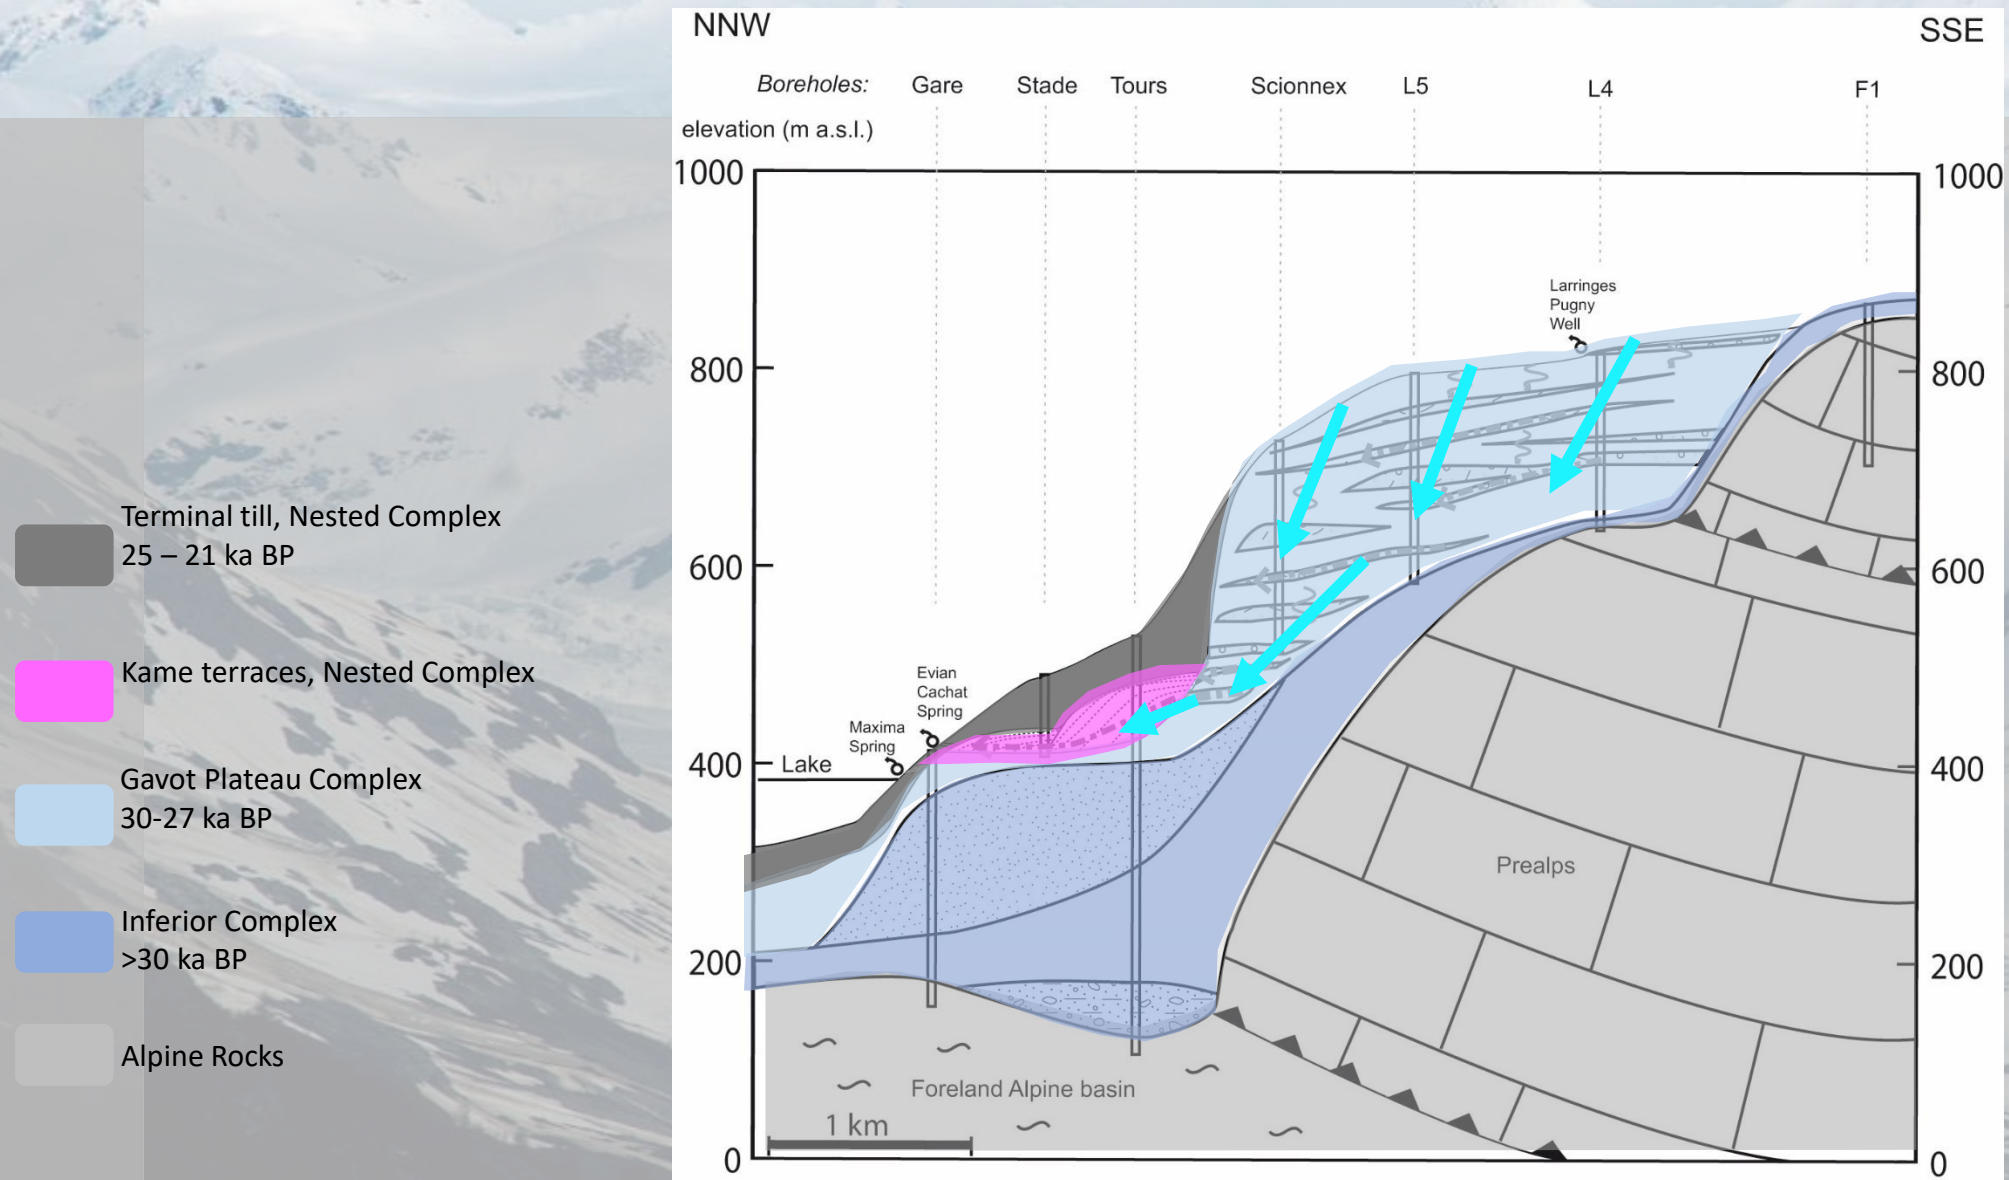 NNW
SSE
Boreholes:
Gare
Stade
Tours
Scionnex
L5
L4
F1
elevation (m a.s.l.)
1000
1000
Larringes
Pugny
Well
800
800
Terminal till, Nested Complex
25 – 21 ka BP
600
600
Kame terraces, Nested Complex
Evian
Cachat
Spring
Maxima
Spring
Lake
400
400
Gavot Plateau Complex
30-27 ka BP
Prealps
Inferior Complex
>30 ka BP
200
200
Alpine Rocks
Foreland Alpine basin
1 km
0
0